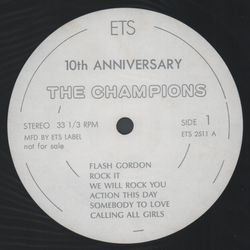 ETS
10th ANNIVERSARY
THE CHAMPIONS
STEREO 33 1/3 RPM
MFD BY ETS LABEL
not for sale
SIDE 1
ETS 2511 A
FLASH GORDON
ROCK IT
WE WILL ROCK YOU
ACTION THIS DAY
SOMEBODY TO LOVE
CALLING ALL GIRLS